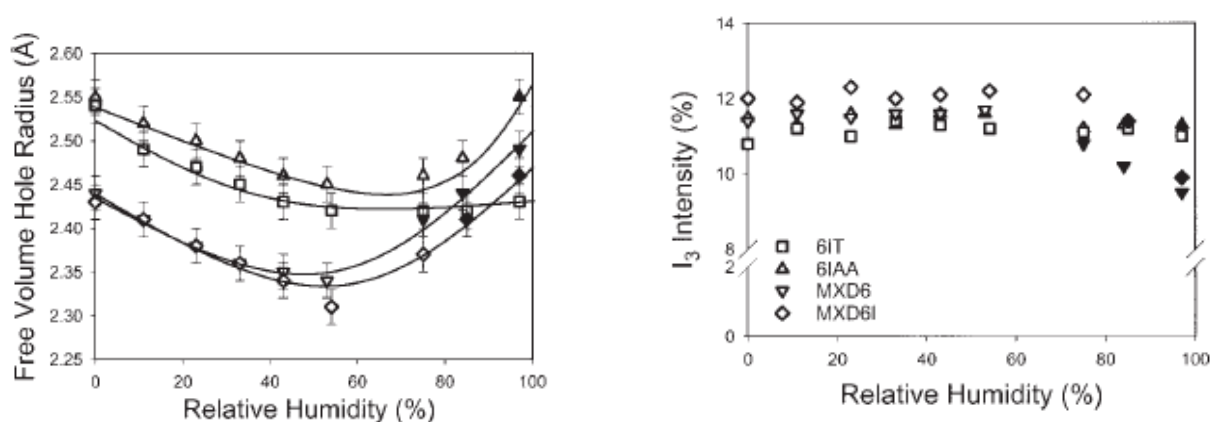 Free Volume Hole Radius (Å)
2.60
2.55
2.50
2.45
2.40
2.35
2.30
2.25
0 20 40 60 80 100
Relative Humidity (%)
I3 Intensity (%)
14
12
10
8
2
0
6IT
6IAA
MXD6
MXD6I
0 20 40 60 80 100
Relative Humidity (%)